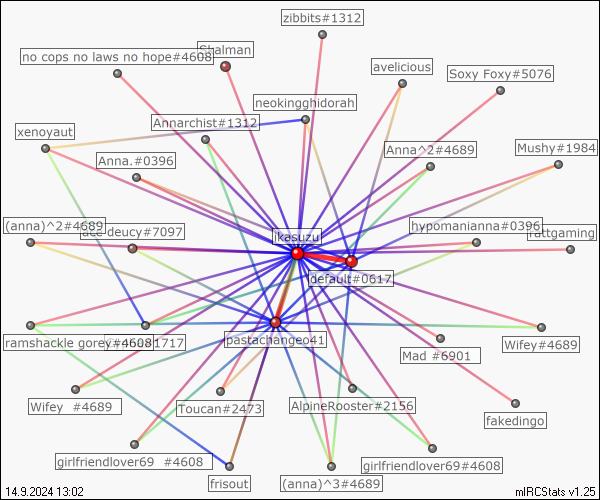 zibbits#1312
Shalman
no cops no laws no hope#4608
avelicious
Soxy Foxy#5076
neokingghidorah
Annarchist#1312
xenoyaut
Anna^2#4689
Mushy#1984
Anna.#0396
(anna)^2#4689
hypomanianna#0396
ace deucy#7097
rattgaming
ikasuzu
default#0617
ramshackle gorey#4608
1717
pastachangeo41
Wifey#4689
Mad #6901
Wifey #4689
Toucan#2473
AlpineRooster#2156
fakedingo
girlfriendlover69 #4608
girlfriendlover69#4608
frisout
(anna)^3#4689
14.9.2024 13:02
mIRCStats v1.25